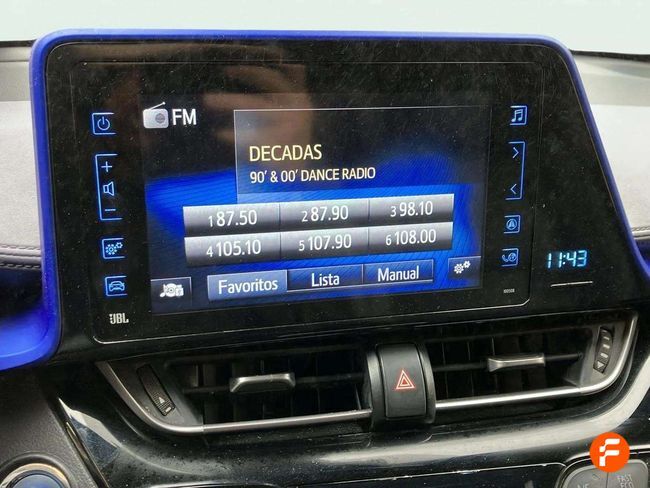 FM
DECADAS
90' & 00' DANCE RADIO
1 87.50 2 87.90 3 98.10
4 105.10 5 107.90 6 108.00
Favoritos Lista Manual
11:43
JBL
FAST